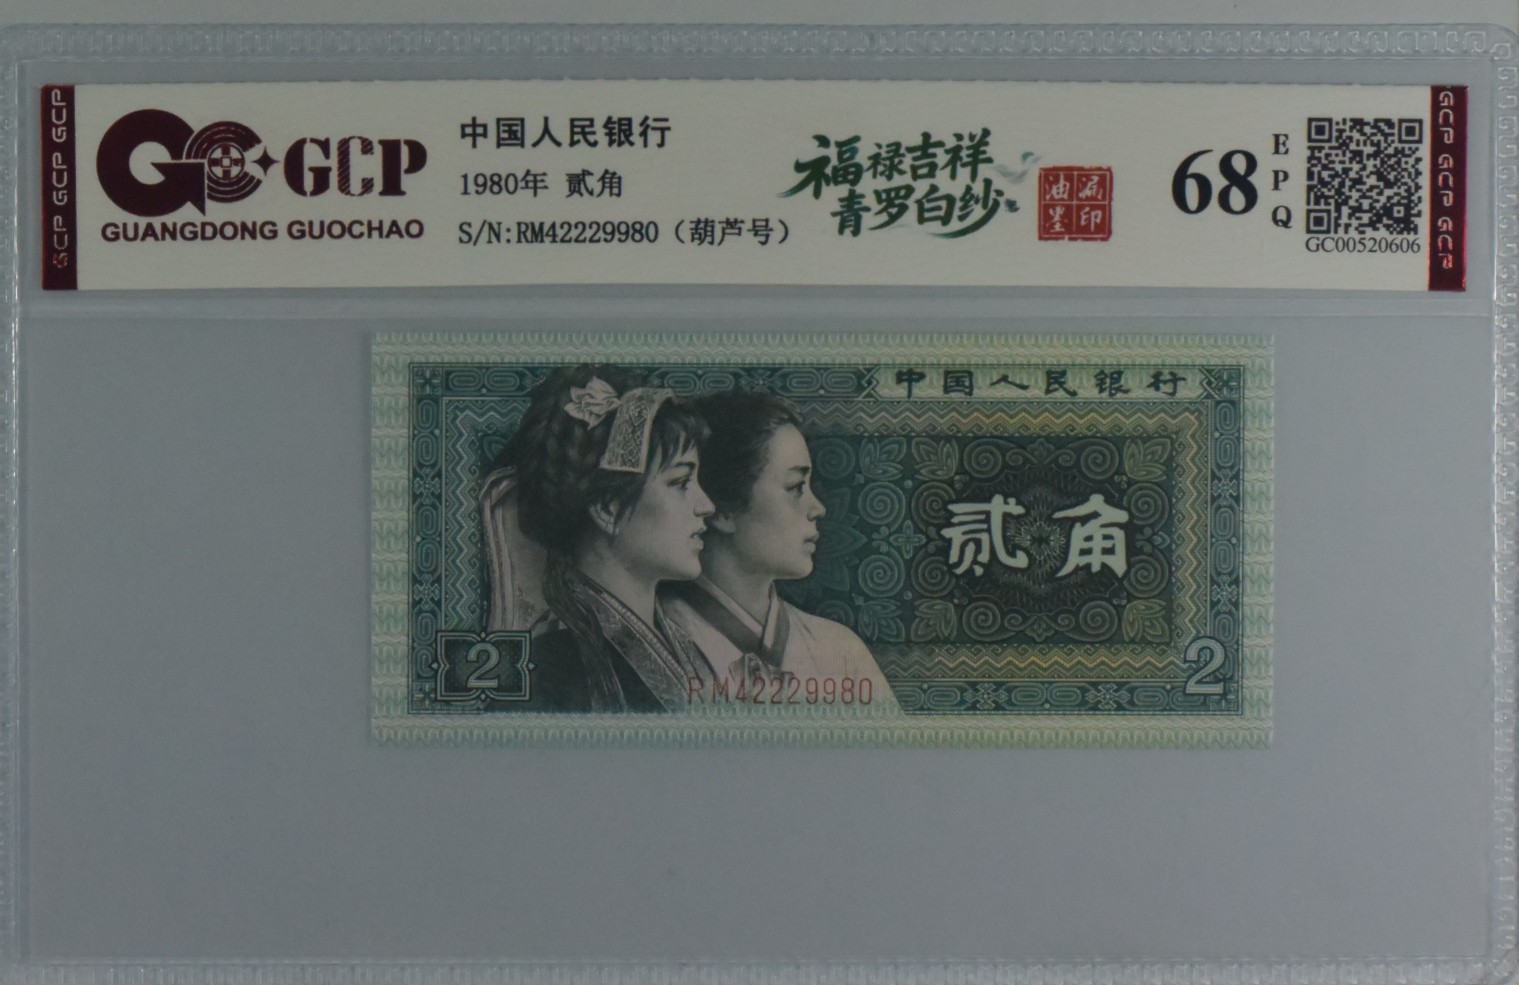 GCP GCP GCP
GCP
GUANGDONG GUOCHAO
中国人民银行
1980年 贰角
S/N:RM42229980（葫芦号）
福禄吉祥
青罗白纱
油墨
漏印
68
EPQ
GC00520606
GCP GCP GCP
中国人民银行
贰角
2
2
RM42229980